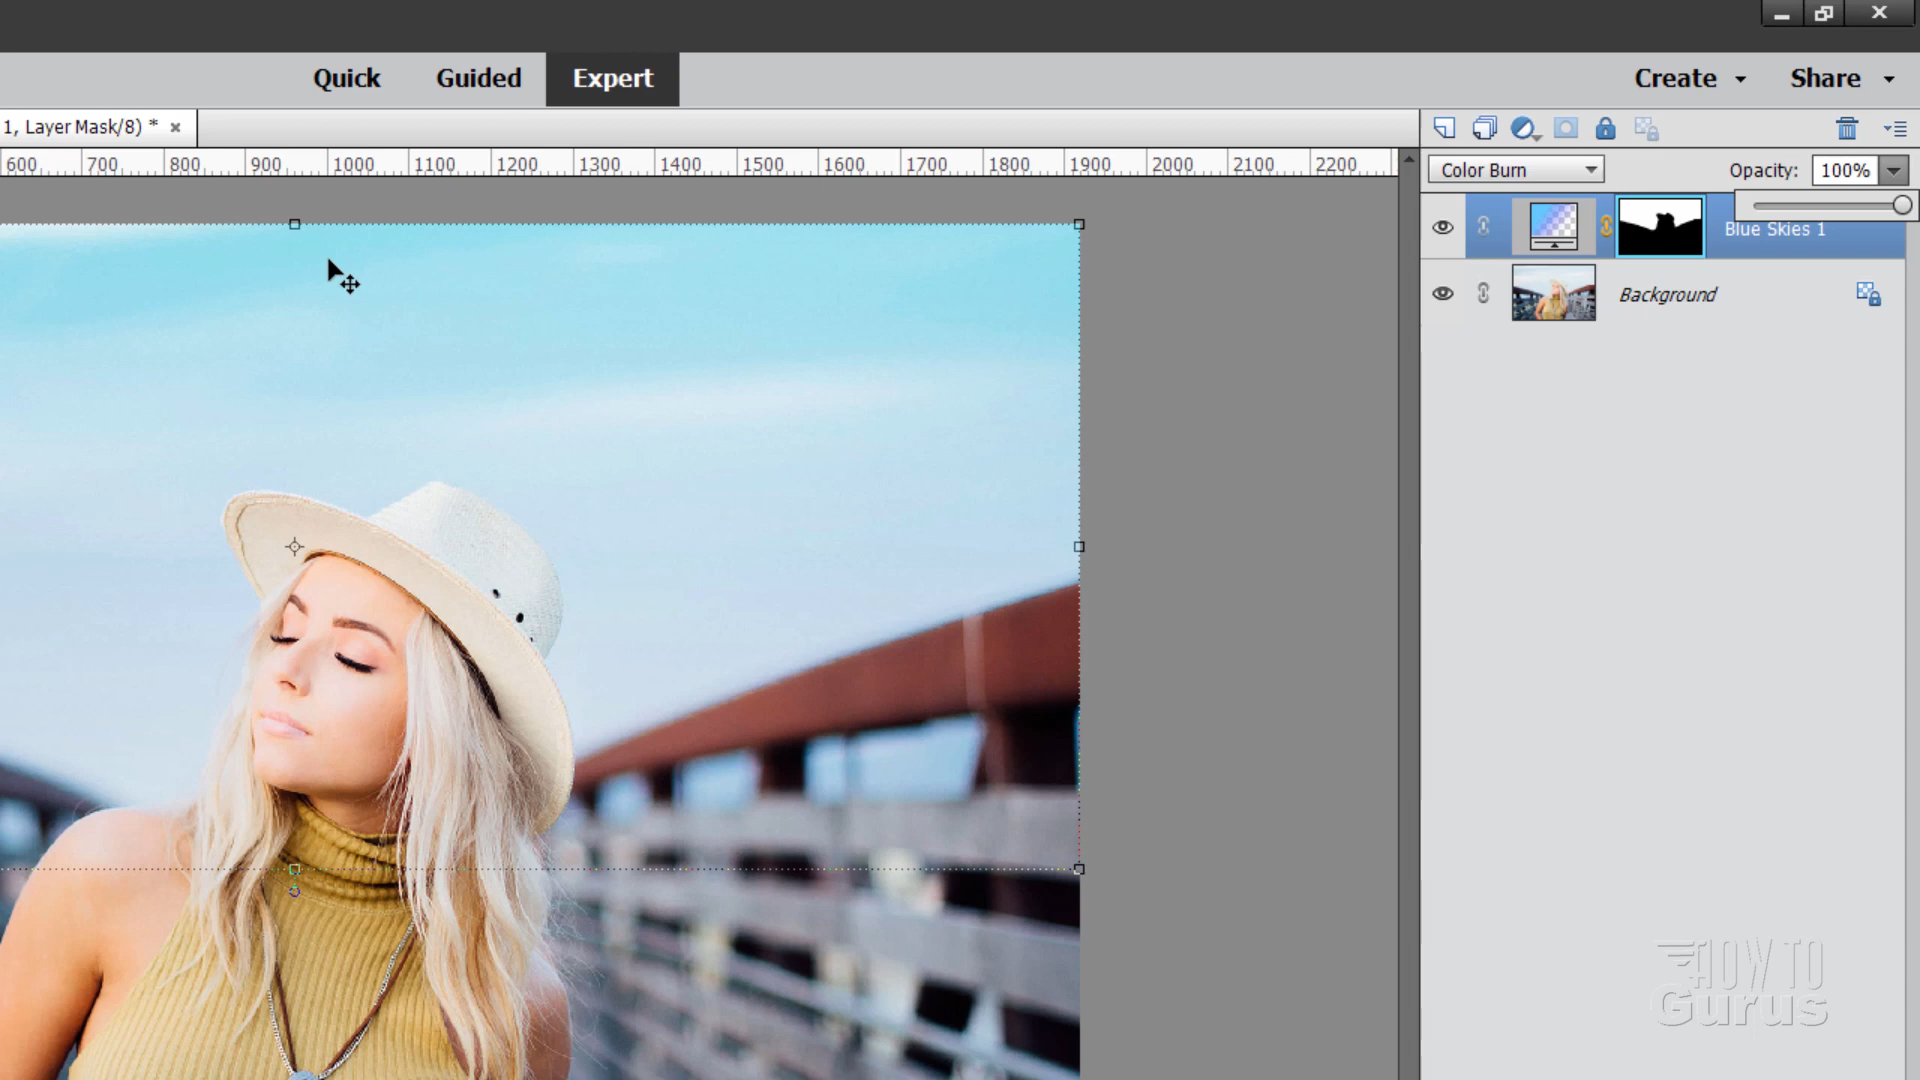 Quick Guided Expert Create Share
1, Layer Mask/8) * ×
600 700 800 900 1000 1100 1200 1300 1400 1500 1600 1700 1800 1900 2000 2100 2200
Color Burn Opacity: 100%
Blue Skies 1
Background
HOW TO
Gurus